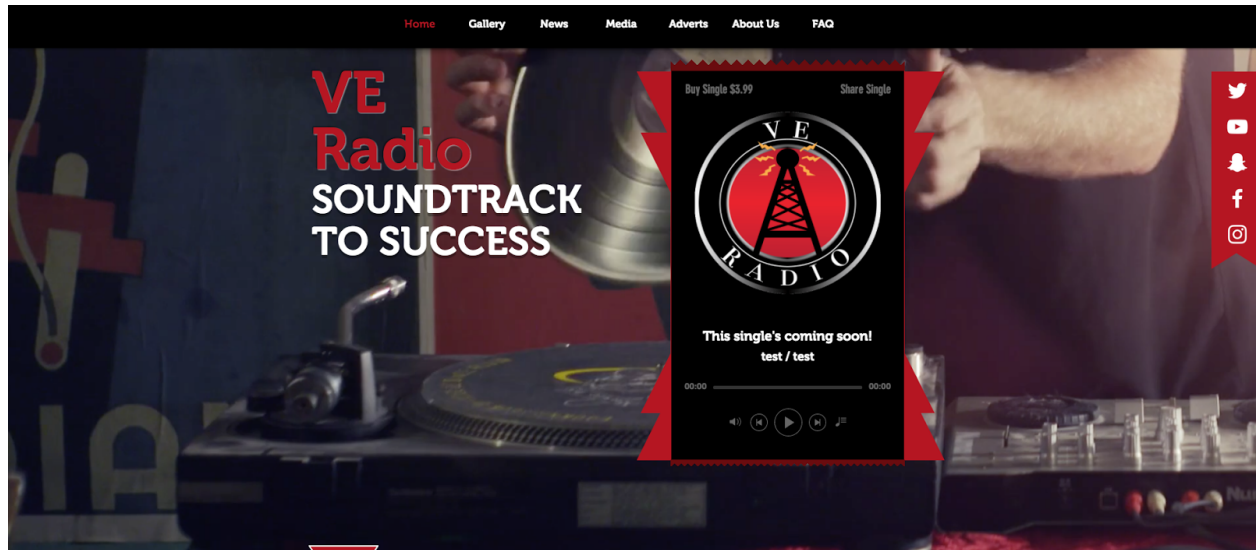 Home Gallery News Media Adverts About Us FAQ
VE
Radio
SOUNDTRACK
TO SUCCESS
Buy Single $3.99 Share Single
VE
RADIO
This single's coming soon!
test / test
00:00 00:00